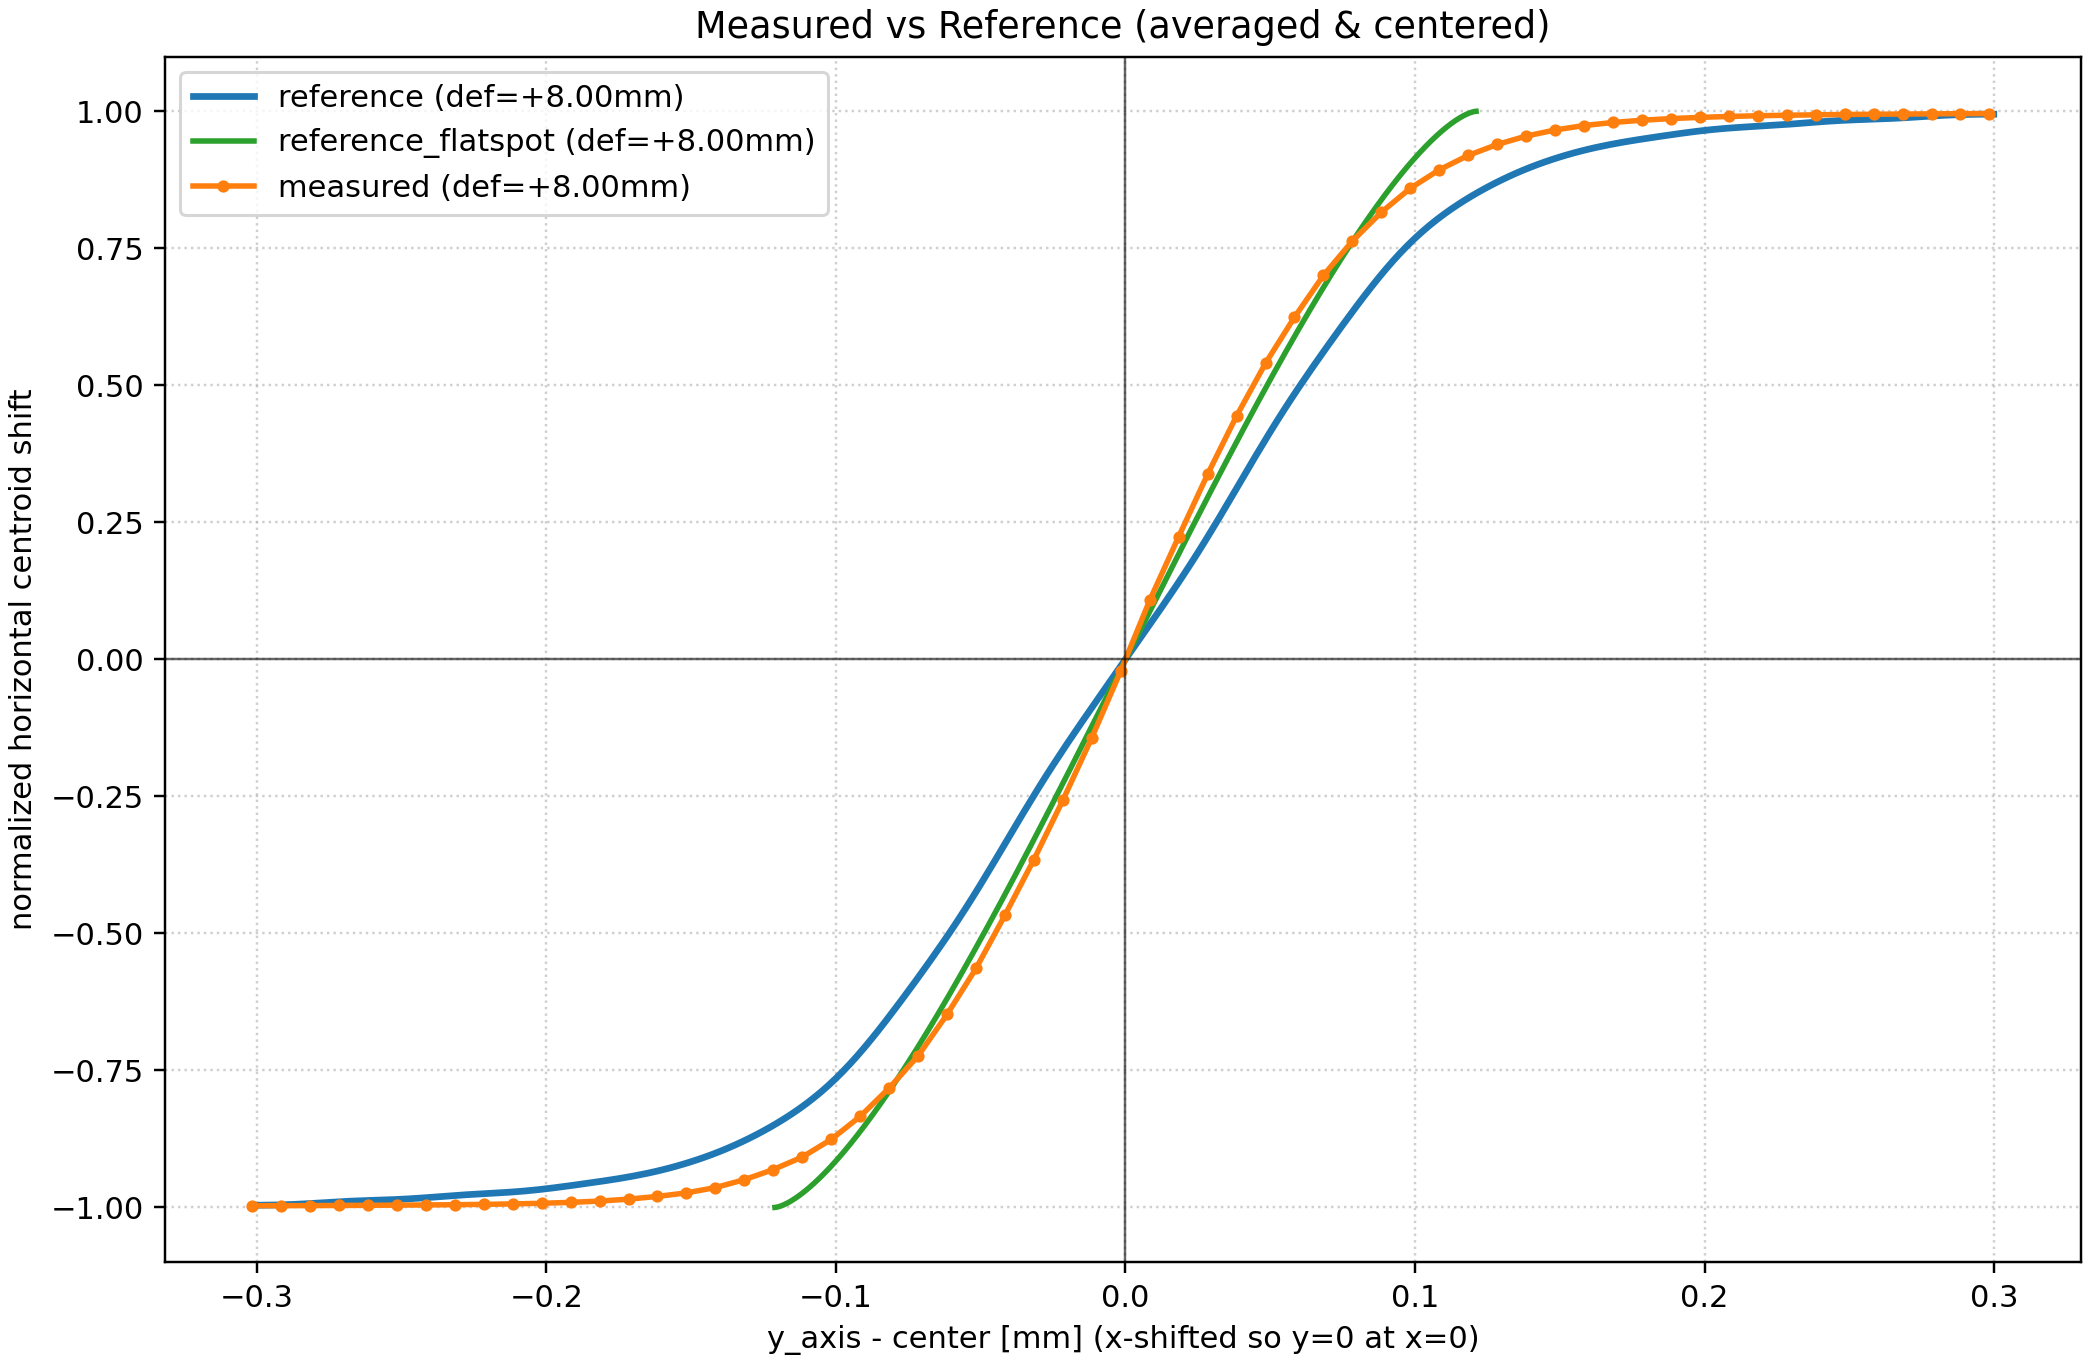 Measured vs Reference (averaged & centered)
reference (def=+8.00mm)
reference_flatspot (def=+8.00mm)
measured (def=+8.00mm)
1.00
0.75
0.50
0.25
0.00
−0.25
−0.50
−0.75
−1.00
normalized horizontal centroid shift
−0.3
−0.2
−0.1
0.0
0.1
0.2
0.3
y_axis - center [mm] (x-shifted so y=0 at x=0)